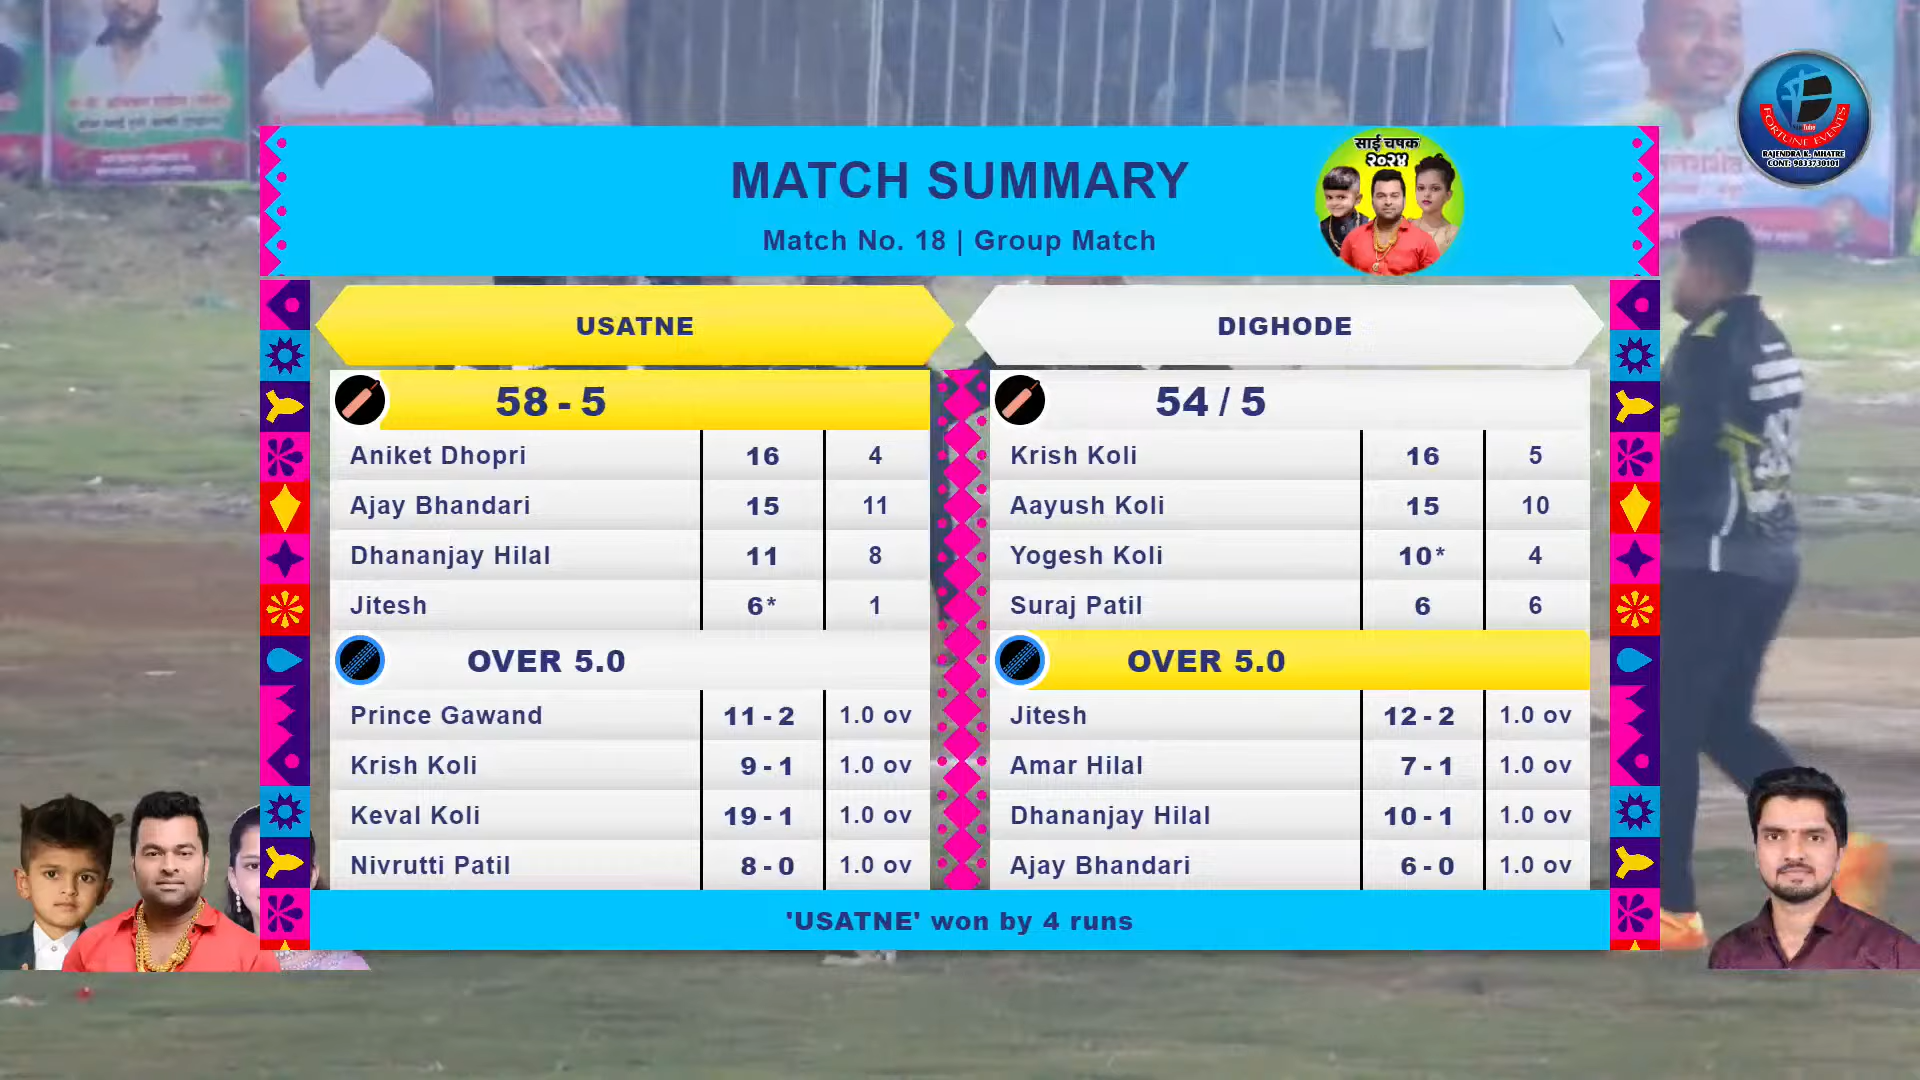 MATCH SUMMARY
Match No. 18 | Group Match
साई चषक
२०२४
FORTUNE EVENTS
RAJENDRA K. MHATRE
CONT: 9833730101
USATNE
58 - 5
Aniket Dhopri 16 4
Ajay Bhandari 15 11
Dhananjay Hilal 11 8
Jitesh 6* 1
OVER 5.0
Prince Gawand 11 - 2 1.0 ov
Krish Koli 9 - 1 1.0 ov
Keval Koli 19 - 1 1.0 ov
Nivrutti Patil 8 - 0 1.0 ov
DIGHODE
54 / 5
Krish Koli 16 5
Aayush Koli 15 10
Yogesh Koli 10* 4
Suraj Patil 6 6
OVER 5.0
Jitesh 12 - 2 1.0 ov
Amar Hilal 7 - 1 1.0 ov
Dhananjay Hilal 10 - 1 1.0 ov
Ajay Bhandari 6 - 0 1.0 ov
'USATNE' won by 4 runs